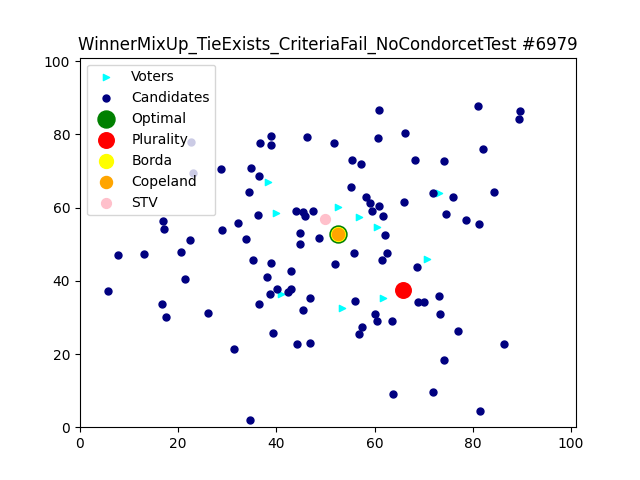 WinnerMixUp_TieExists_CriteriaFail_NoCondorcetTest #6979
Voters
Candidates
Optimal
Plurality
Borda
Copeland
STV
100
80
60
40
20
0
0 20 40 60 80 100